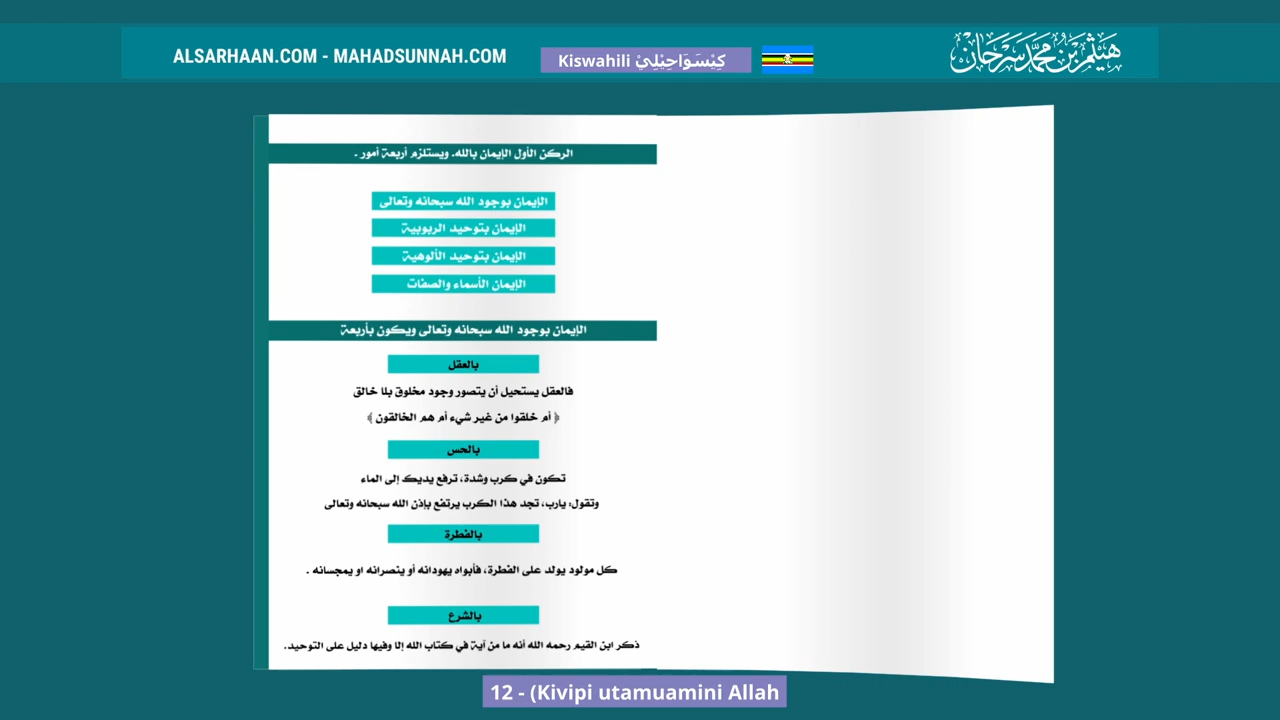 ALSARHAAN.COM - MAHADSUNNAH.COM
Kiswahili كِيْسَوَاحِيْلِيْ
هيثم بن محمد سرحان
الركن الأول الإيمان بالله، ويستلزم أربعة أمور .
الإيمان بوجود الله سبحانه وتعالى
الإيمان بتوحيد الربوبية
الإيمان بتوحيد الألوهية
الإيمان الأسماء والصفات
الإيمان بوجود الله سبحانه وتعالى ويكون بأربعة
بالعقل
فالعقل يستحيل أن يتصور وجود مخلوق بلا خالق
﴿ أم خلقوا من غير شيء أم هم الخالقون ﴾
بالحس
تكون في كرب وشدة، ترفع يديك إلى الماء
وتقول: يارب، تجد هذا الكرب يرتفع بإذن الله سبحانه وتعالى
بالفطرة
كل مولود يولد على الفطرة، فأبواه يهودانه أو ينصرانه او يمجسانه .
بالشرع
ذكر ابن القيم رحمه الله أنه ما من آية في كتاب الله إلا وفيها دليل على التوحيد.
12 - (Kivipi utamuamini Allah